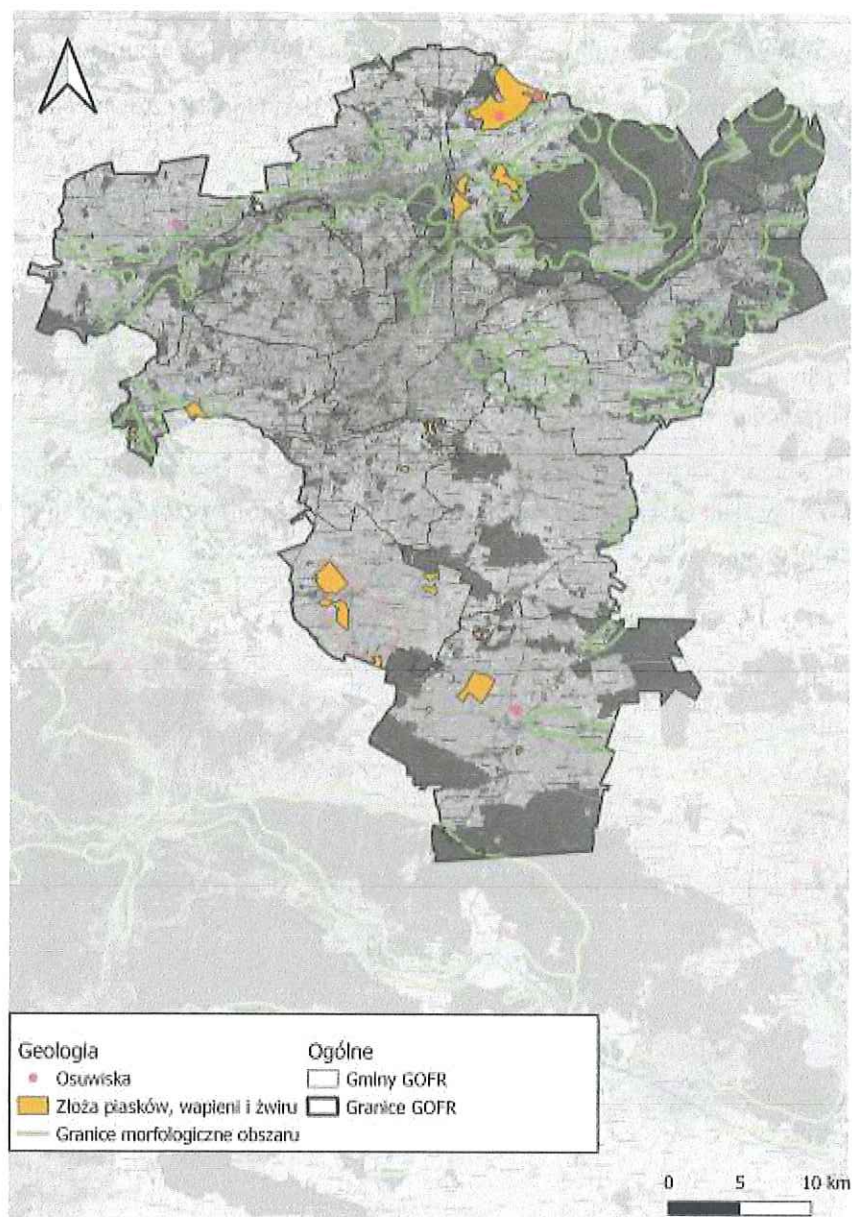 Geologia
Osuwiska
Złoża piasków, wapieni i żwiru
Granice morfologiczne obszaru
Ogólne
Gminy GOFR
Granice GOFR
0 5 10 km